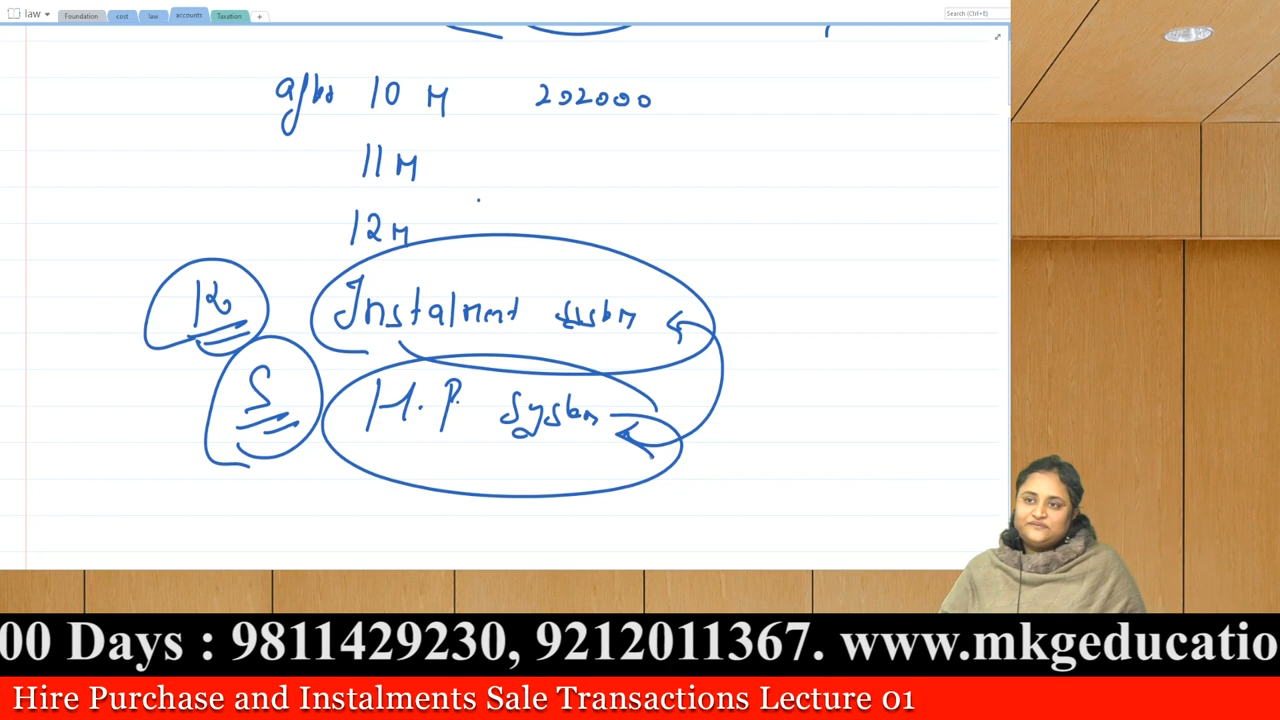 law Foundation cost law accounts Taxation +
Search (Ctrl+E)
10 M 202000
11 M
12 M
R Instalment
S H.P. system
00 Days : 9811429230, 9212011367. www.mkgeducatio
Hire Purchase and Instalments Sale Transactions Lecture 01